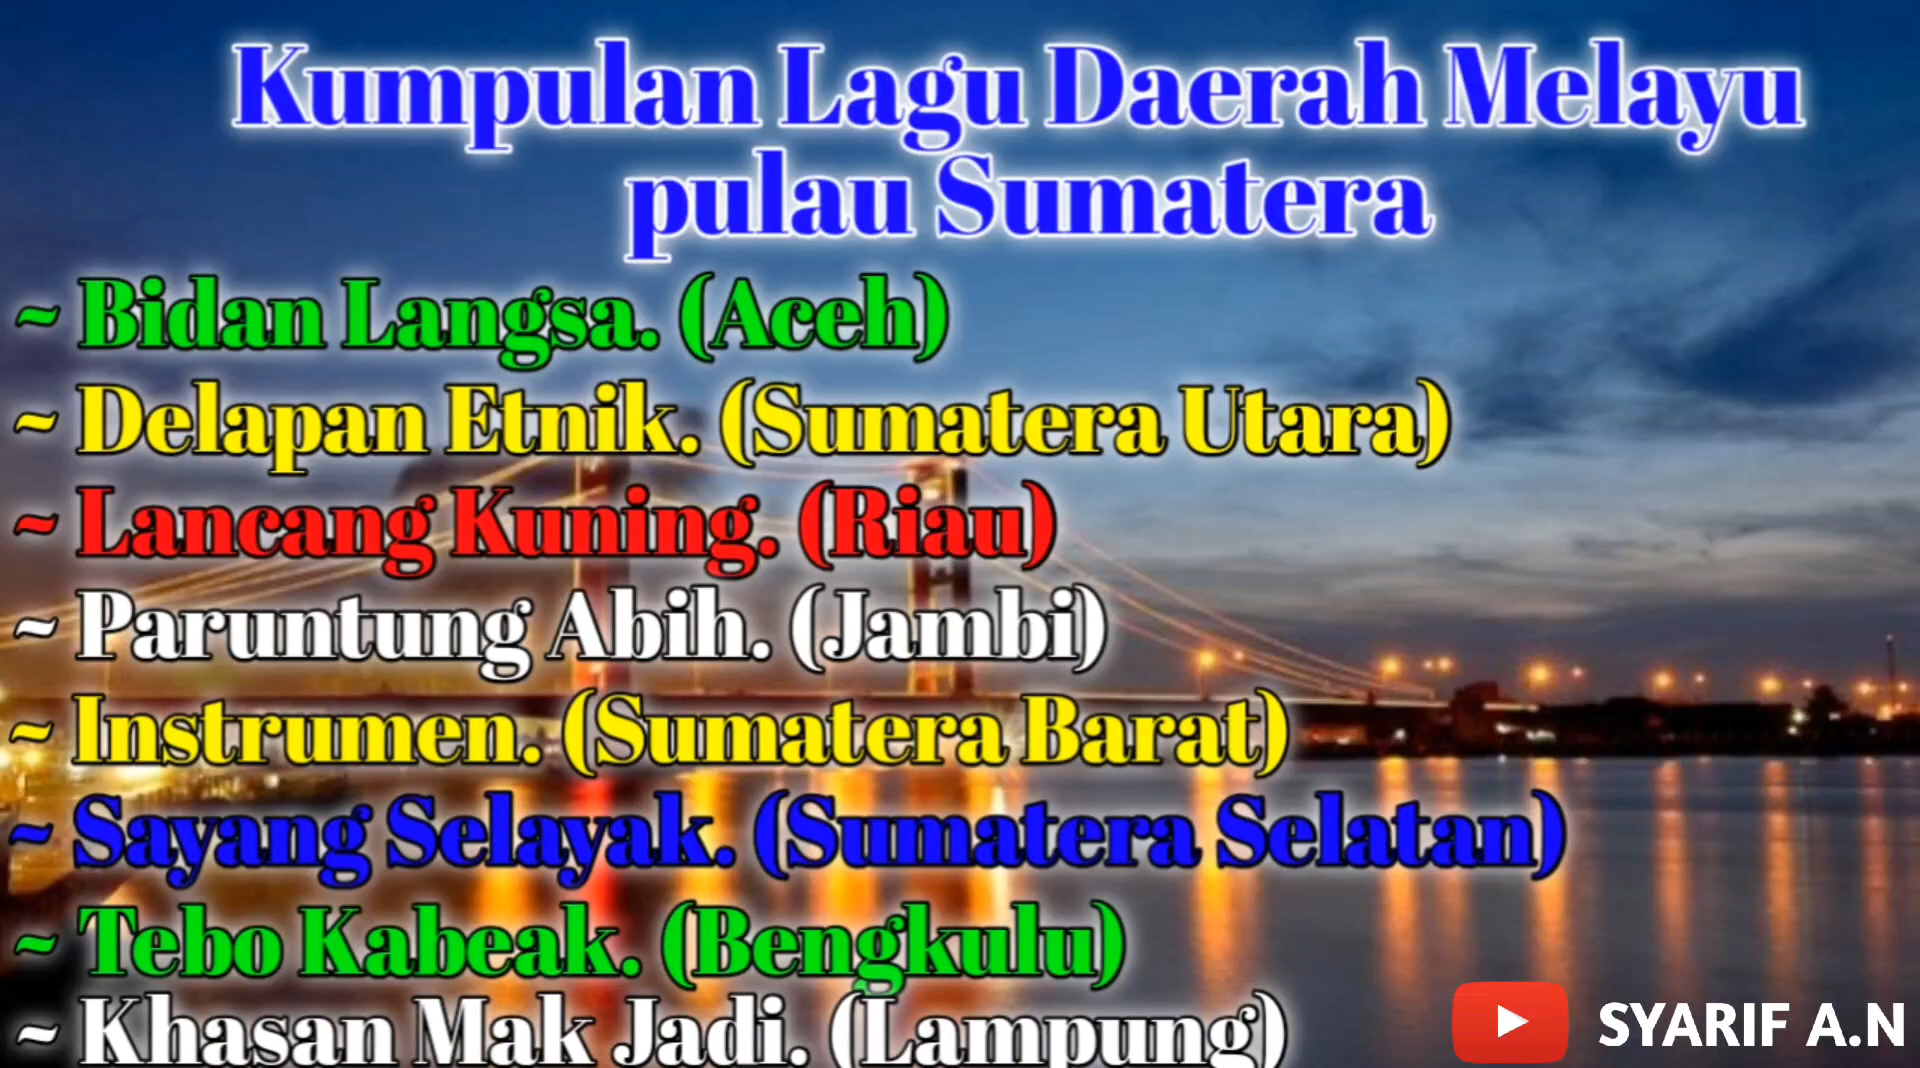 Kumpulan Lagu Daerah Melayu
pulau Sumatera
~ Bidan Langsa. (Aceh)
~ Delapan Etnik. (Sumatera Utara)
~ Lancang Kuning. (Riau)
~ Paruntung Abih. (Jambi)
~ Instrumen. (Sumatera Barat)
~ Sayang Selayak. (Sumatera Selatan)
~ Tebo Kabeak. (Bengkulu)
~ Khasan Mak Jadi. (Lampung)
SYARIF A.N